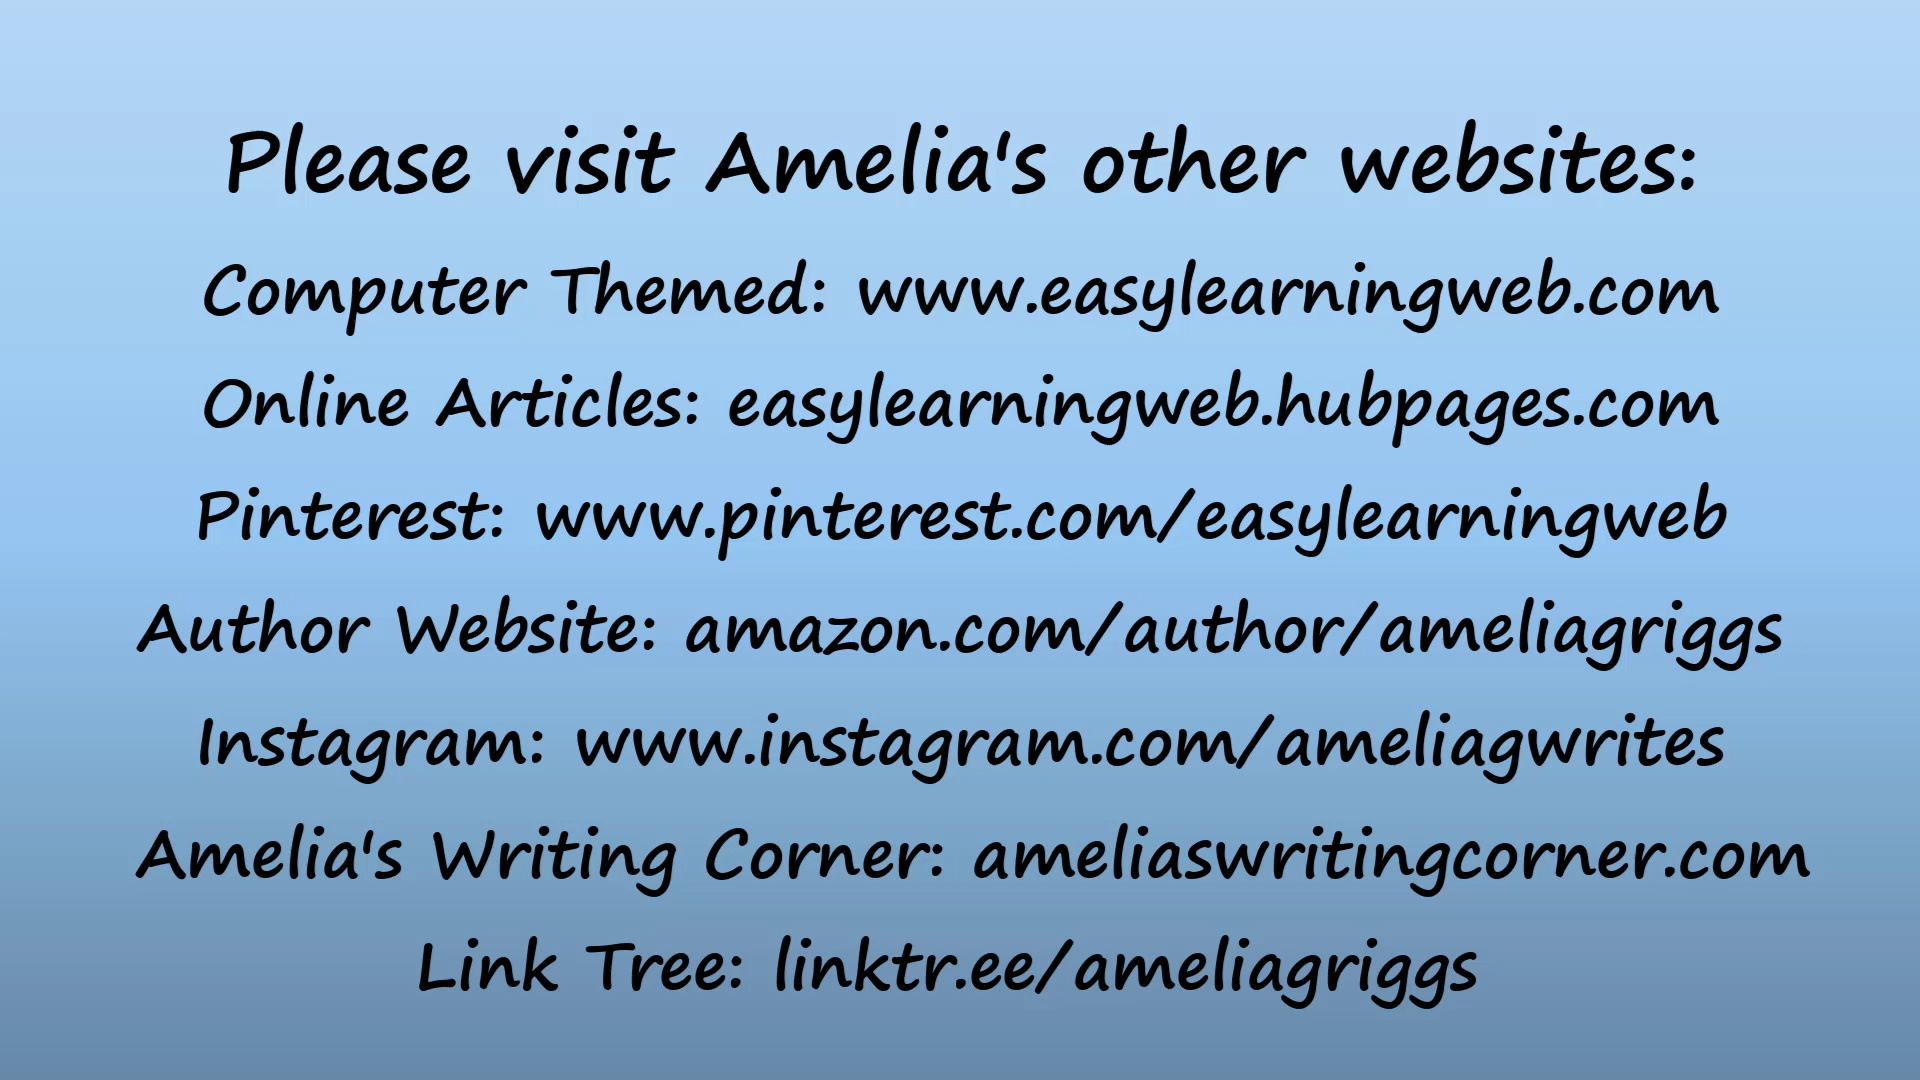 Please visit Amelia's other websites:
Computer Themed: www.easylearningweb.com
Online Articles: easylearningweb.hubpages.com
Pinterest: www.pinterest.com/easylearningweb
Author Website: amazon.com/author/ameliagriggs
Instagram: www.instagram.com/ameliagwrites
Amelia's Writing Corner: ameliaswritingcorner.com
Link Tree: linktr.ee/ameliagriggs